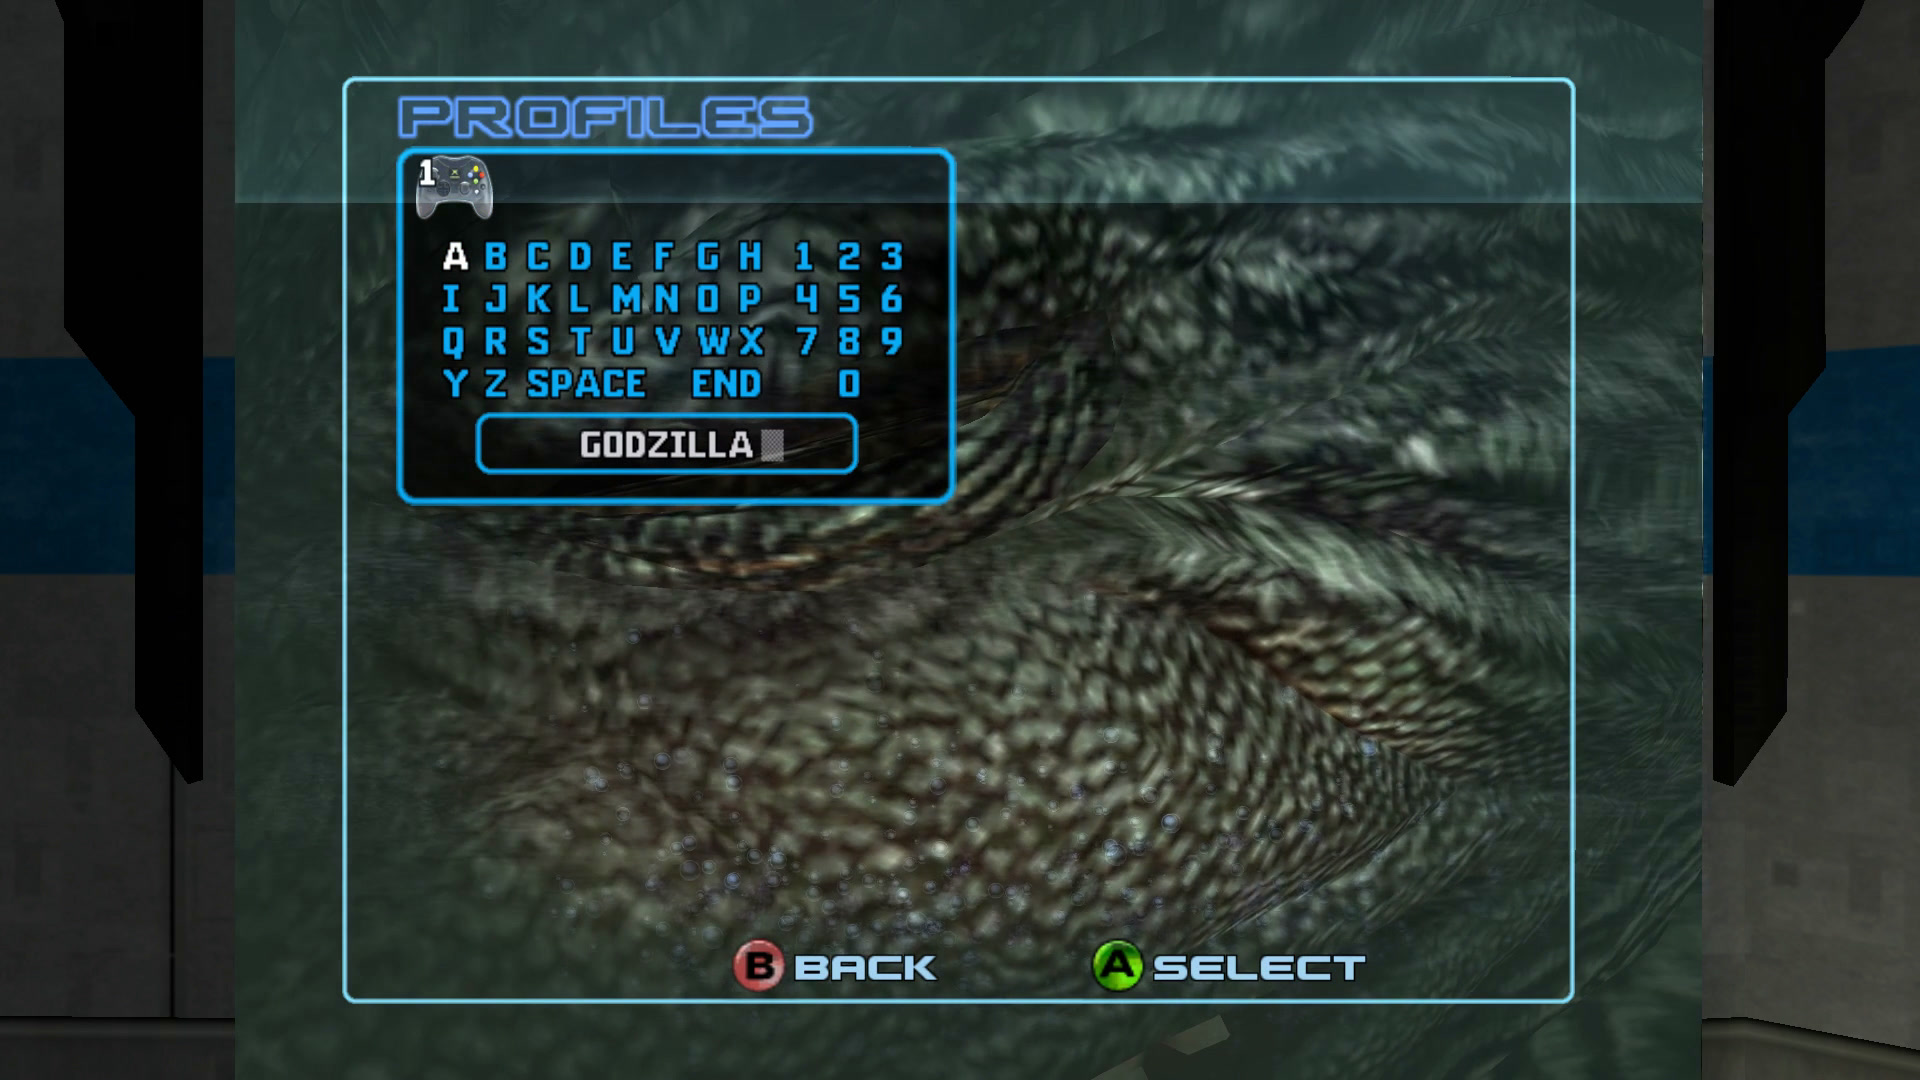 PROFILES
1
A B C D E F G H 1 2 3
I J K L M N O P 4 5 6
Q R S T U V W X 7 8 9
Y Z SPACE END 0
GODZILLA
B BACK A SELECT